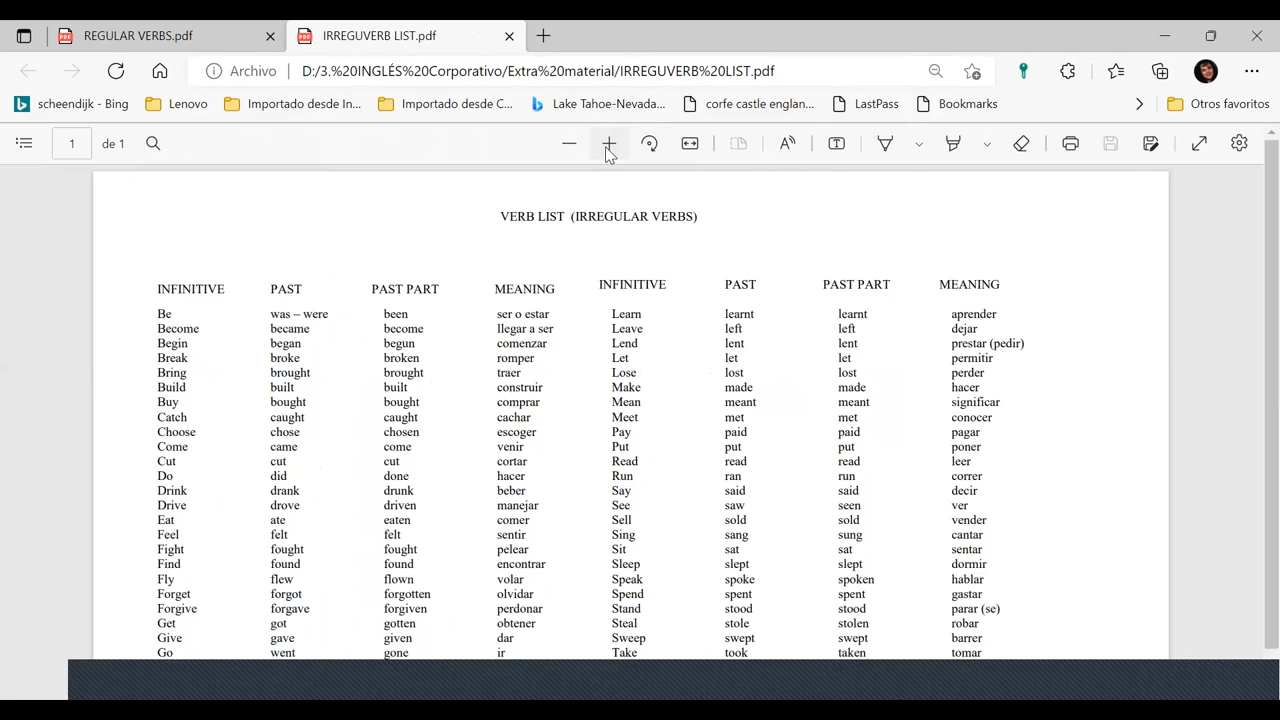 REGULAR VERBS.pdf
IRREGUVERB LIST.pdf
Archivo D:/3.%20INGLÉS%20Corporativo/Extra%20material/IRREGUVERB%20LIST.pdf
scheendijk - Bing Lenovo Importado desde In... Importado desde C... Lake Tahoe-Nevada... corfe castle englan... LastPass Bookmarks Otros favoritos
1 de 1
VERB LIST (IRREGULAR VERBS)
INFINITIVE PAST PAST PART MEANING INFINITIVE PAST PAST PART MEANING
Be was – were been ser o estar Learn learnt learnt aprender
Become became become llegar a ser Leave left left dejar
Begin began begun comenzar Lend lent lent prestar (pedir)
Break broke broken romper Let let let permitir
Bring brought brought traer Lose lost lost perder
Build built built construir Make made made hacer
Buy bought bought comprar Mean meant meant significar
Catch caught caught cachar Meet met met conocer
Choose chose chosen escoger Pay paid paid pagar
Come came come venir Put put put poner
Cut cut cut cortar Read read read leer
Do did done hacer Run ran run correr
Drink drank drunk beber Say said said decir
Drive drove driven manejar See saw seen ver
Eat ate eaten comer Sell sold sold vender
Feel felt felt sentir Sing sang sung cantar
Fight fought fought pelear Sit sat sat sentar
Find found found encontrar Sleep slept slept dormir
Fly flew flown volar Speak spoke spoken hablar
Forget forgot forgotten olvidar Spend spent spent gastar
Forgive forgave forgiven perdonar Stand stood stood parar (se)
Get got gotten obtener Steal stole stolen robar
Give gave given dar Sweep swept swept barrer
Go went gone ir Take took taken tomar